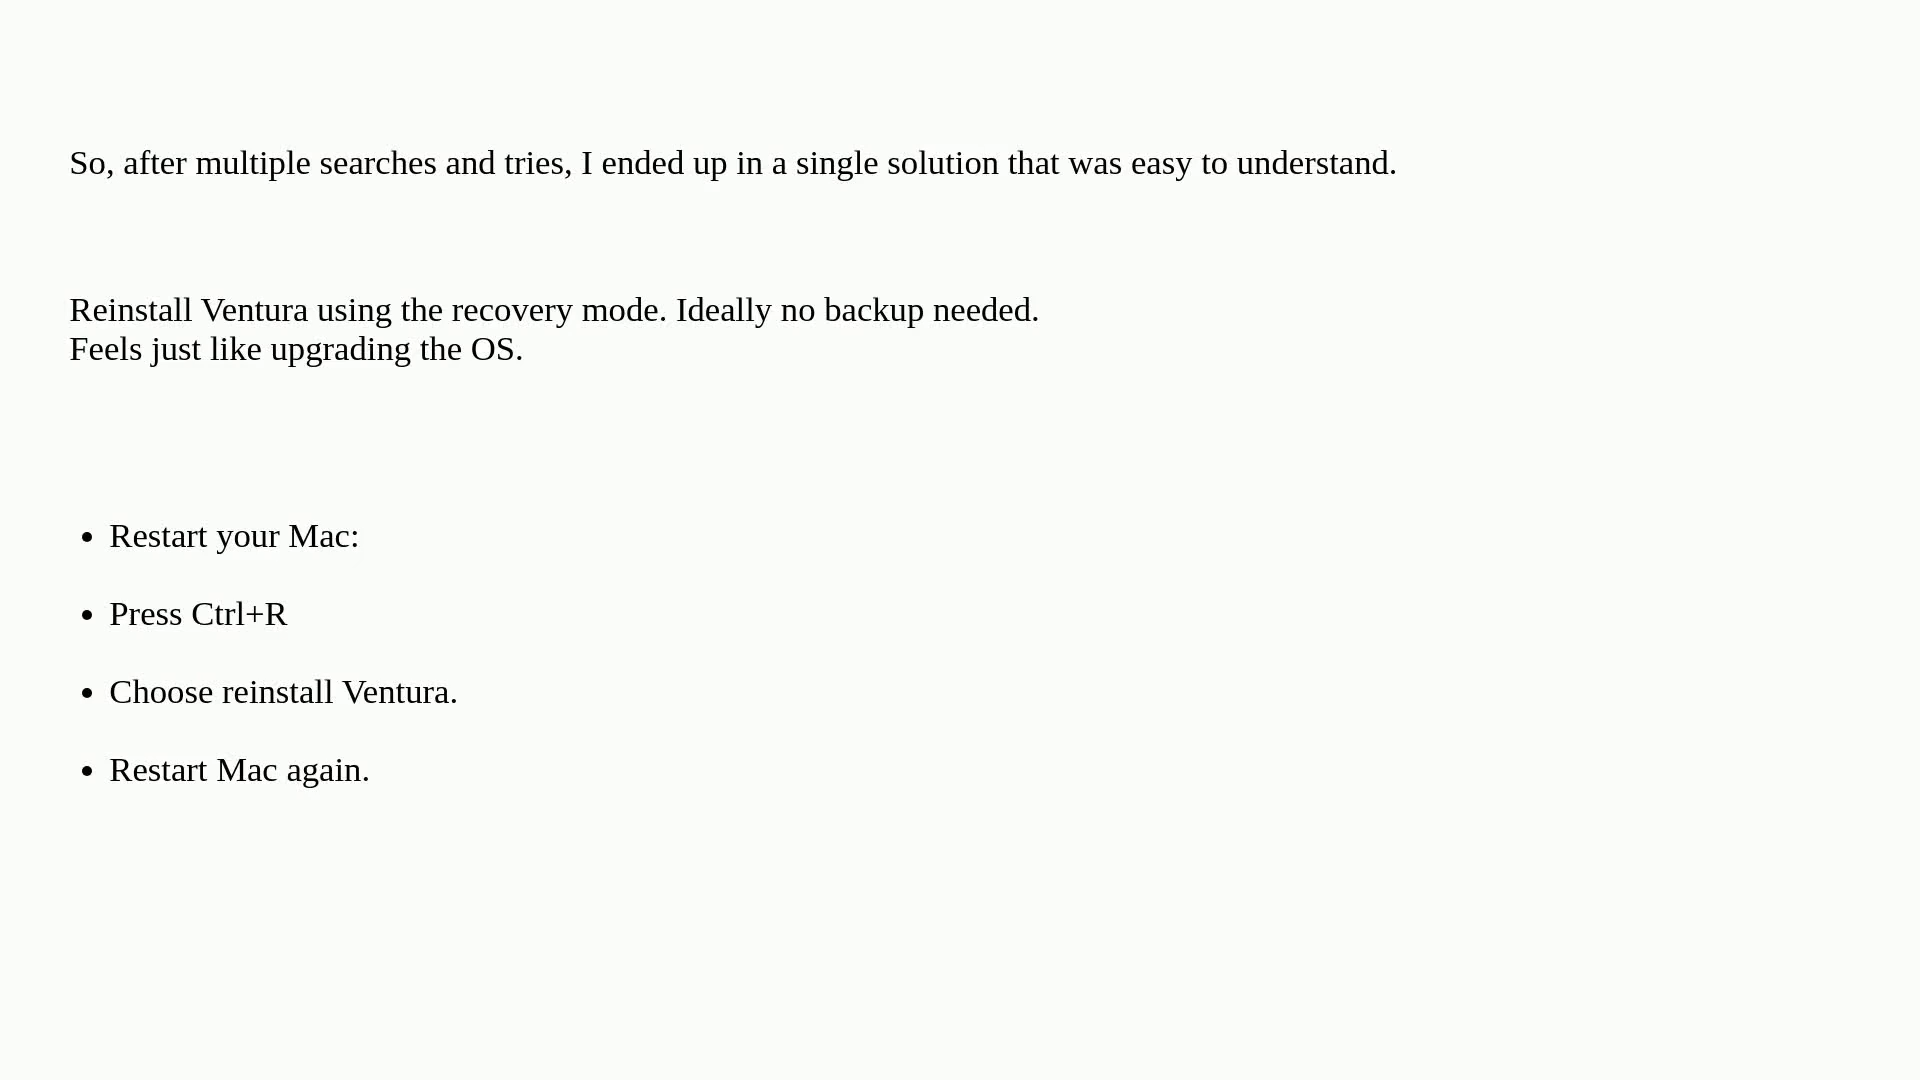 So, after multiple searches and tries, I ended up in a single solution that was easy to understand.
Reinstall Ventura using the recovery mode. Ideally no backup needed.
Feels just like upgrading the OS.
• Restart your Mac:
• Press Ctrl+R
• Choose reinstall Ventura.
• Restart Mac again.